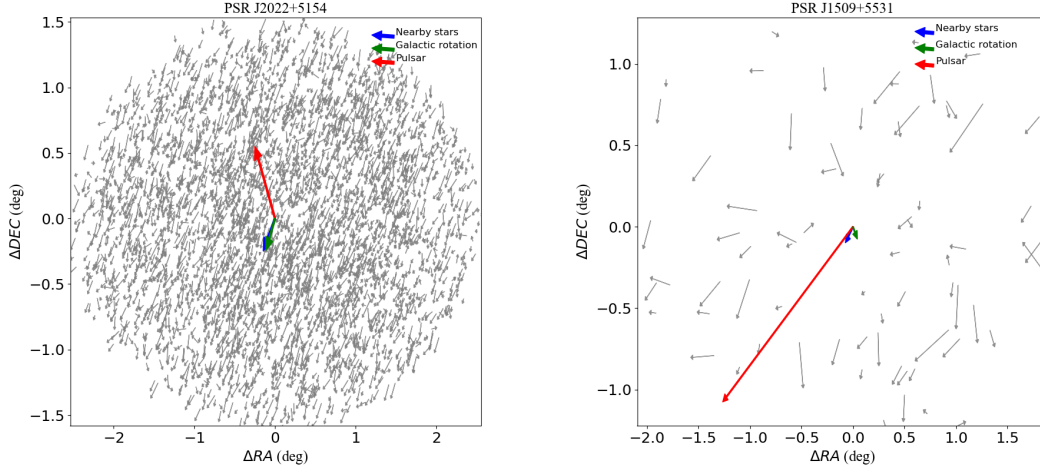 PSR J2022+5154
Nearby stars
Galactic rotation
Pulsar
1.5
1.0
0.5
0.0
−0.5
−1.0
−1.5
ΔDEC (deg)
−2 −1 0 1 2
ΔRA (deg)
PSR J1509+5531
Nearby stars
Galactic rotation
Pulsar
1.0
0.5
0.0
−0.5
−1.0
ΔDEC (deg)
−2.0 −1.5 −1.0 −0.5 0.0 0.5 1.0 1.5
ΔRA (deg)